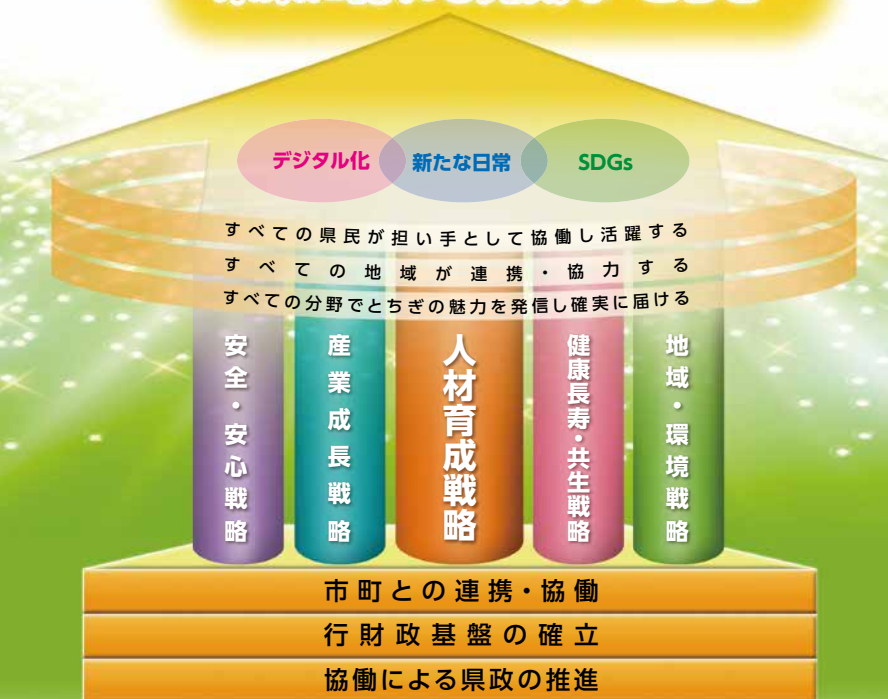 デジタル化
新たな日常
SDGs
すべての県民が担い手として協働し活躍する
すべての地域が連携・協力する
すべての分野でとちぎの魅力を発信し確実に届ける
安全・安心戦略
産業成長戦略
人材育成戦略
健康長寿・共生戦略
地域・環境戦略
市町との連携・協働
行財政基盤の確立
協働による県政の推進